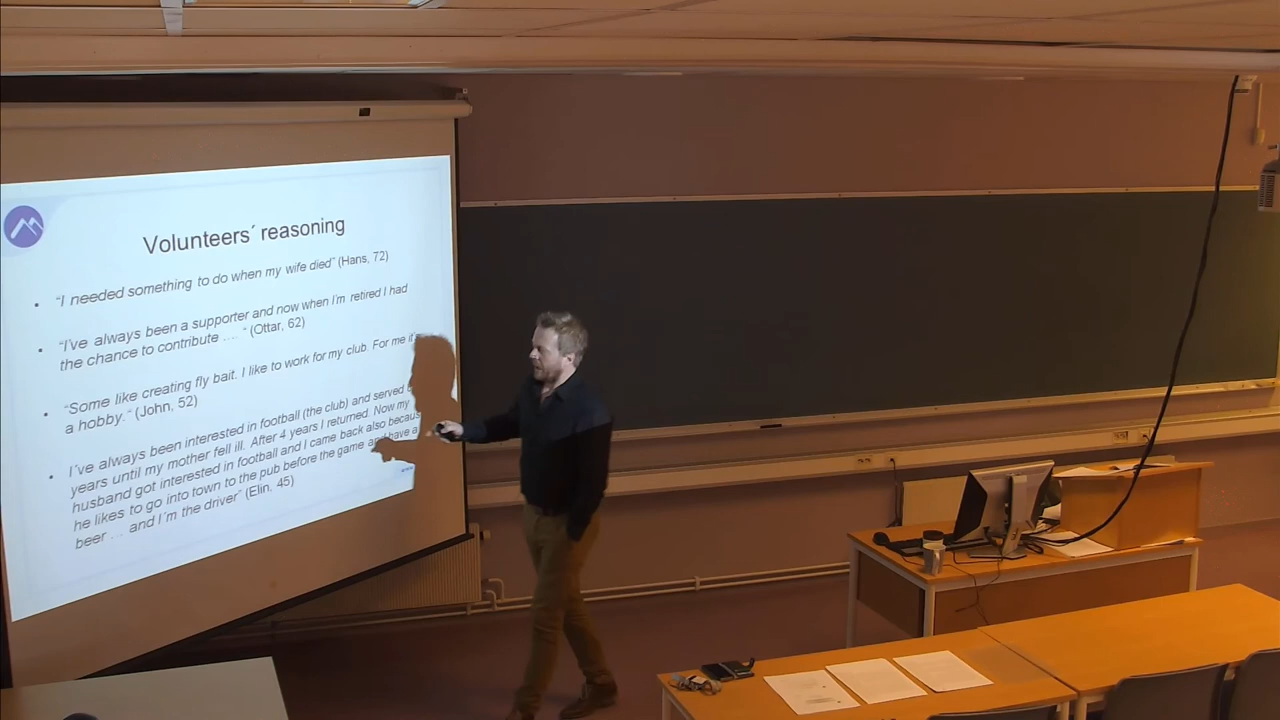 Volunteers´ reasoning
• "I needed something to do when my wife died" (Hans, 72)
• "I've always been a supporter and now when I'm retired I had
the chance to contribute …. " (Ottar, 62)
• "Some like creating fly bait. I like to work for my club. For me it'
a hobby." (John, 52)
• I´ve always been interested in football (the club) and served
years until my mother fell ill. After 4 years I returned. Now my
husband got interested in football and I came back also becaus
he likes to go into town to the pub before the game and have a
beer … and I´m the driver" (Elin, 45)